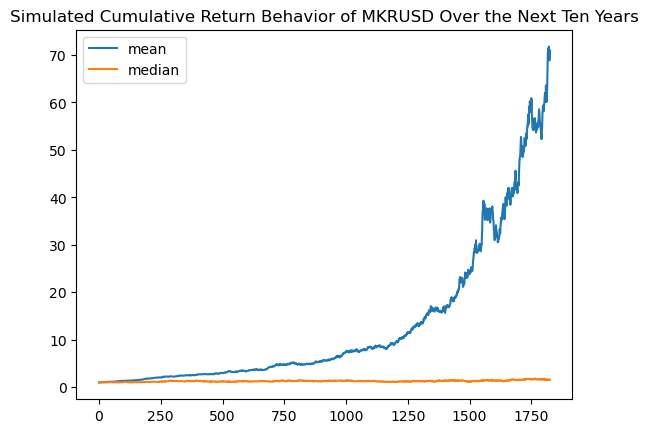 Simulated Cumulative Return Behavior of MKRUSD Over the Next Ten Years
mean
median
70
60
50
40
30
20
10
0
0 250 500 750 1000 1250 1500 1750